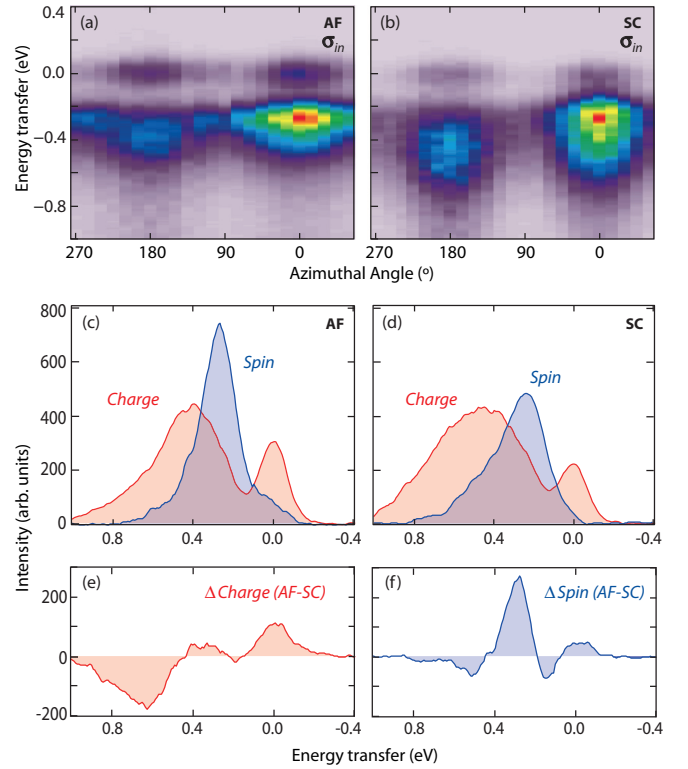 (a) AF
σin
(b) SC
σin
Energy transfer (eV)
0.4
0.0
−0.4
−0.8
270 180 90 0
270 180 90 0
Azimuthal Angle (º)
(c) AF
Spin
Charge
800
600
400
200
0
0.8 0.4 0.0 -0.4
(d) SC
Spin
Charge
0.8 0.4 0.0 -0.4
Intensity (arb. units)
(e) Δ Charge (AF-SC)
200
0
-200
0.8 0.4 0.0 -0.4
(f) Δ Spin (AF-SC)
0.8 0.4 0.0 -0.4
Energy transfer (eV)